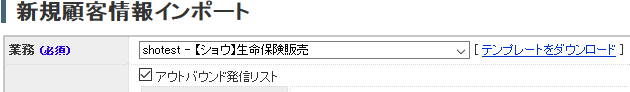 新規顧客情報インポート
業務 (必須) shotest - 【ショウ】生命保険販売 [ テンプレートをダウンロード ]
アウトバウンド発信リスト